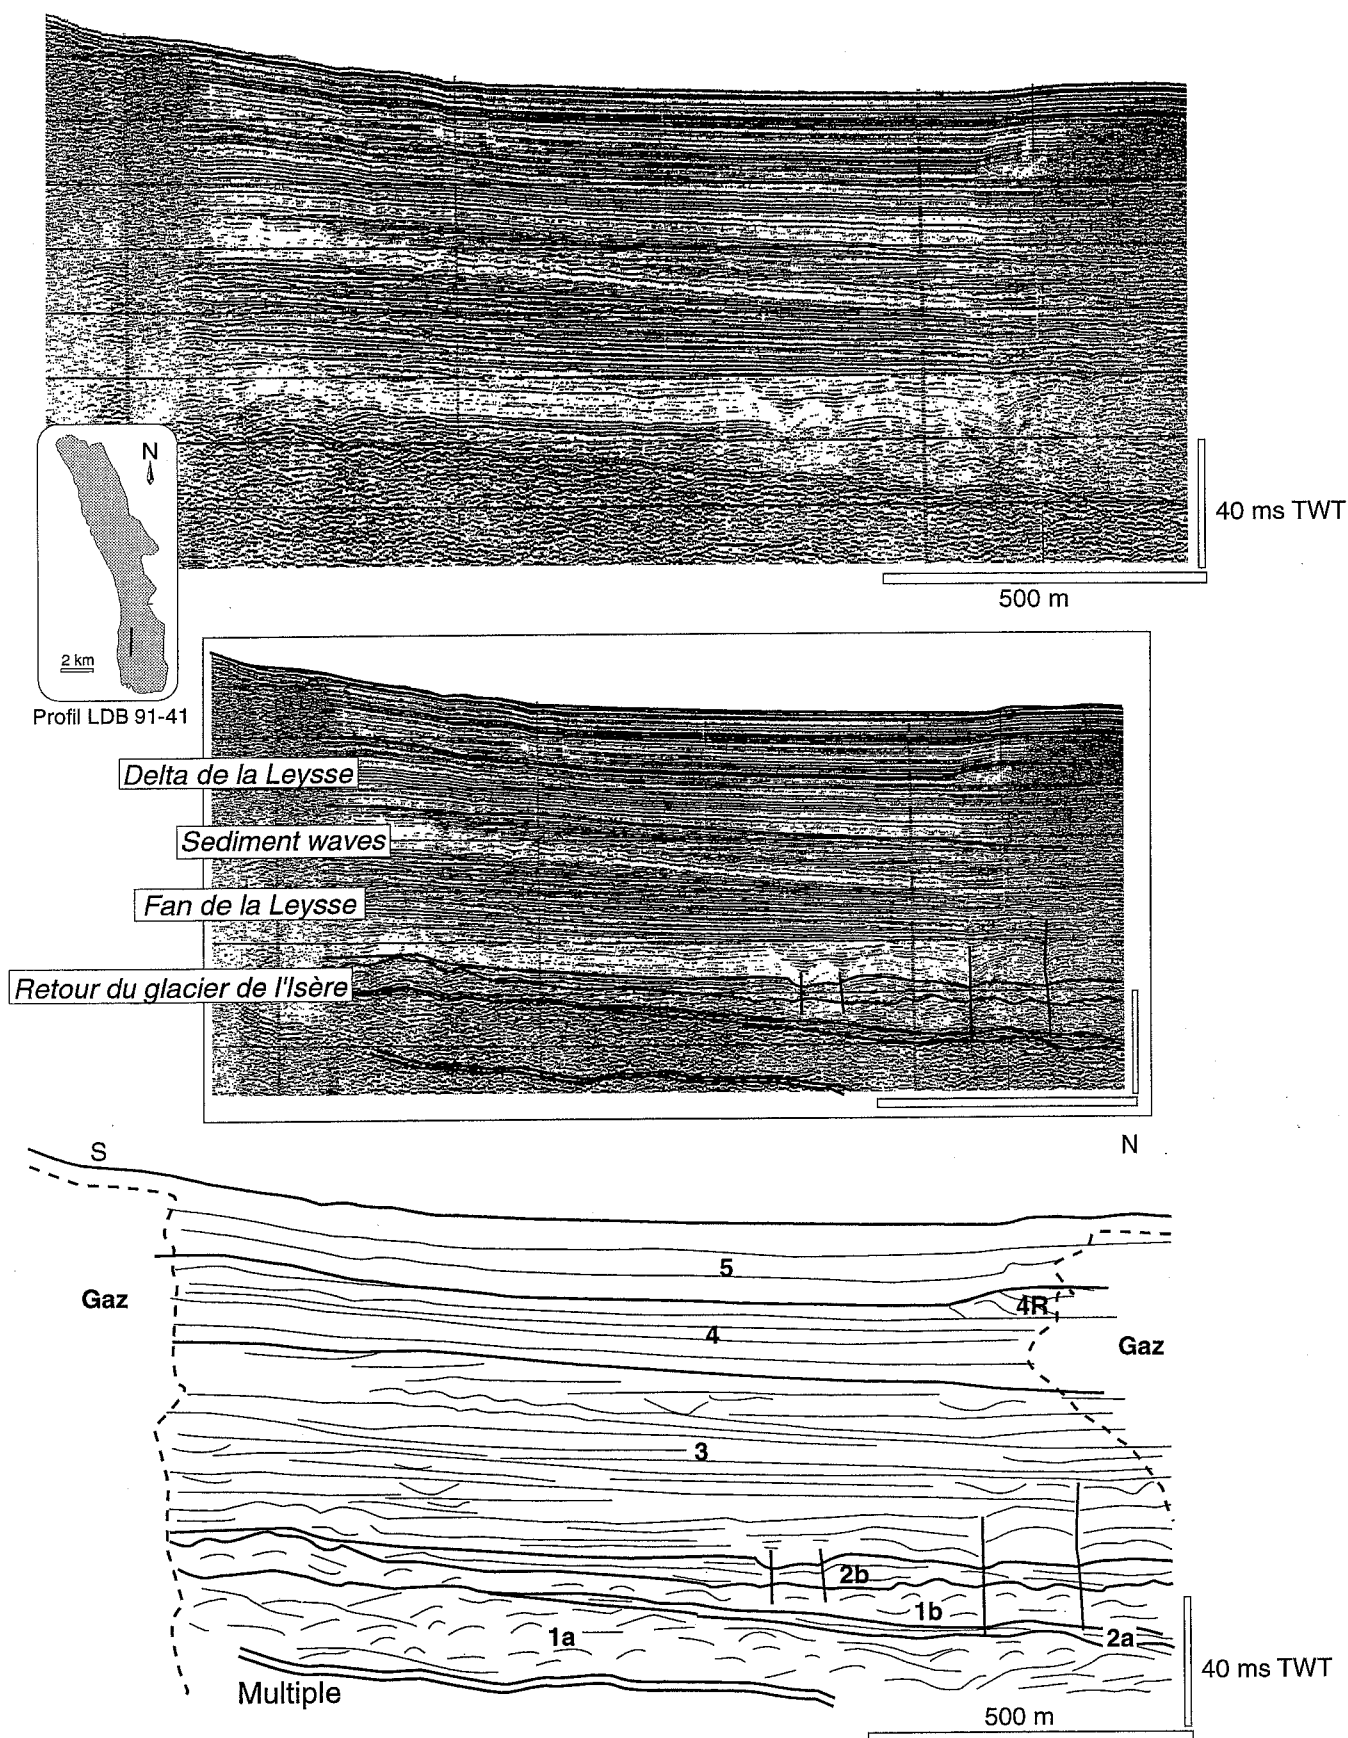 40 ms TWT
500 m
N
2 km
Profil LDB 91-41
Delta de la Leysse
Sediment waves
Fan de la Leysse
Retour du glacier de l'Isère
S
N
5
Gaz
4R
4
Gaz
3
2b
1b
1a
2a
Multiple
40 ms TWT
500 m